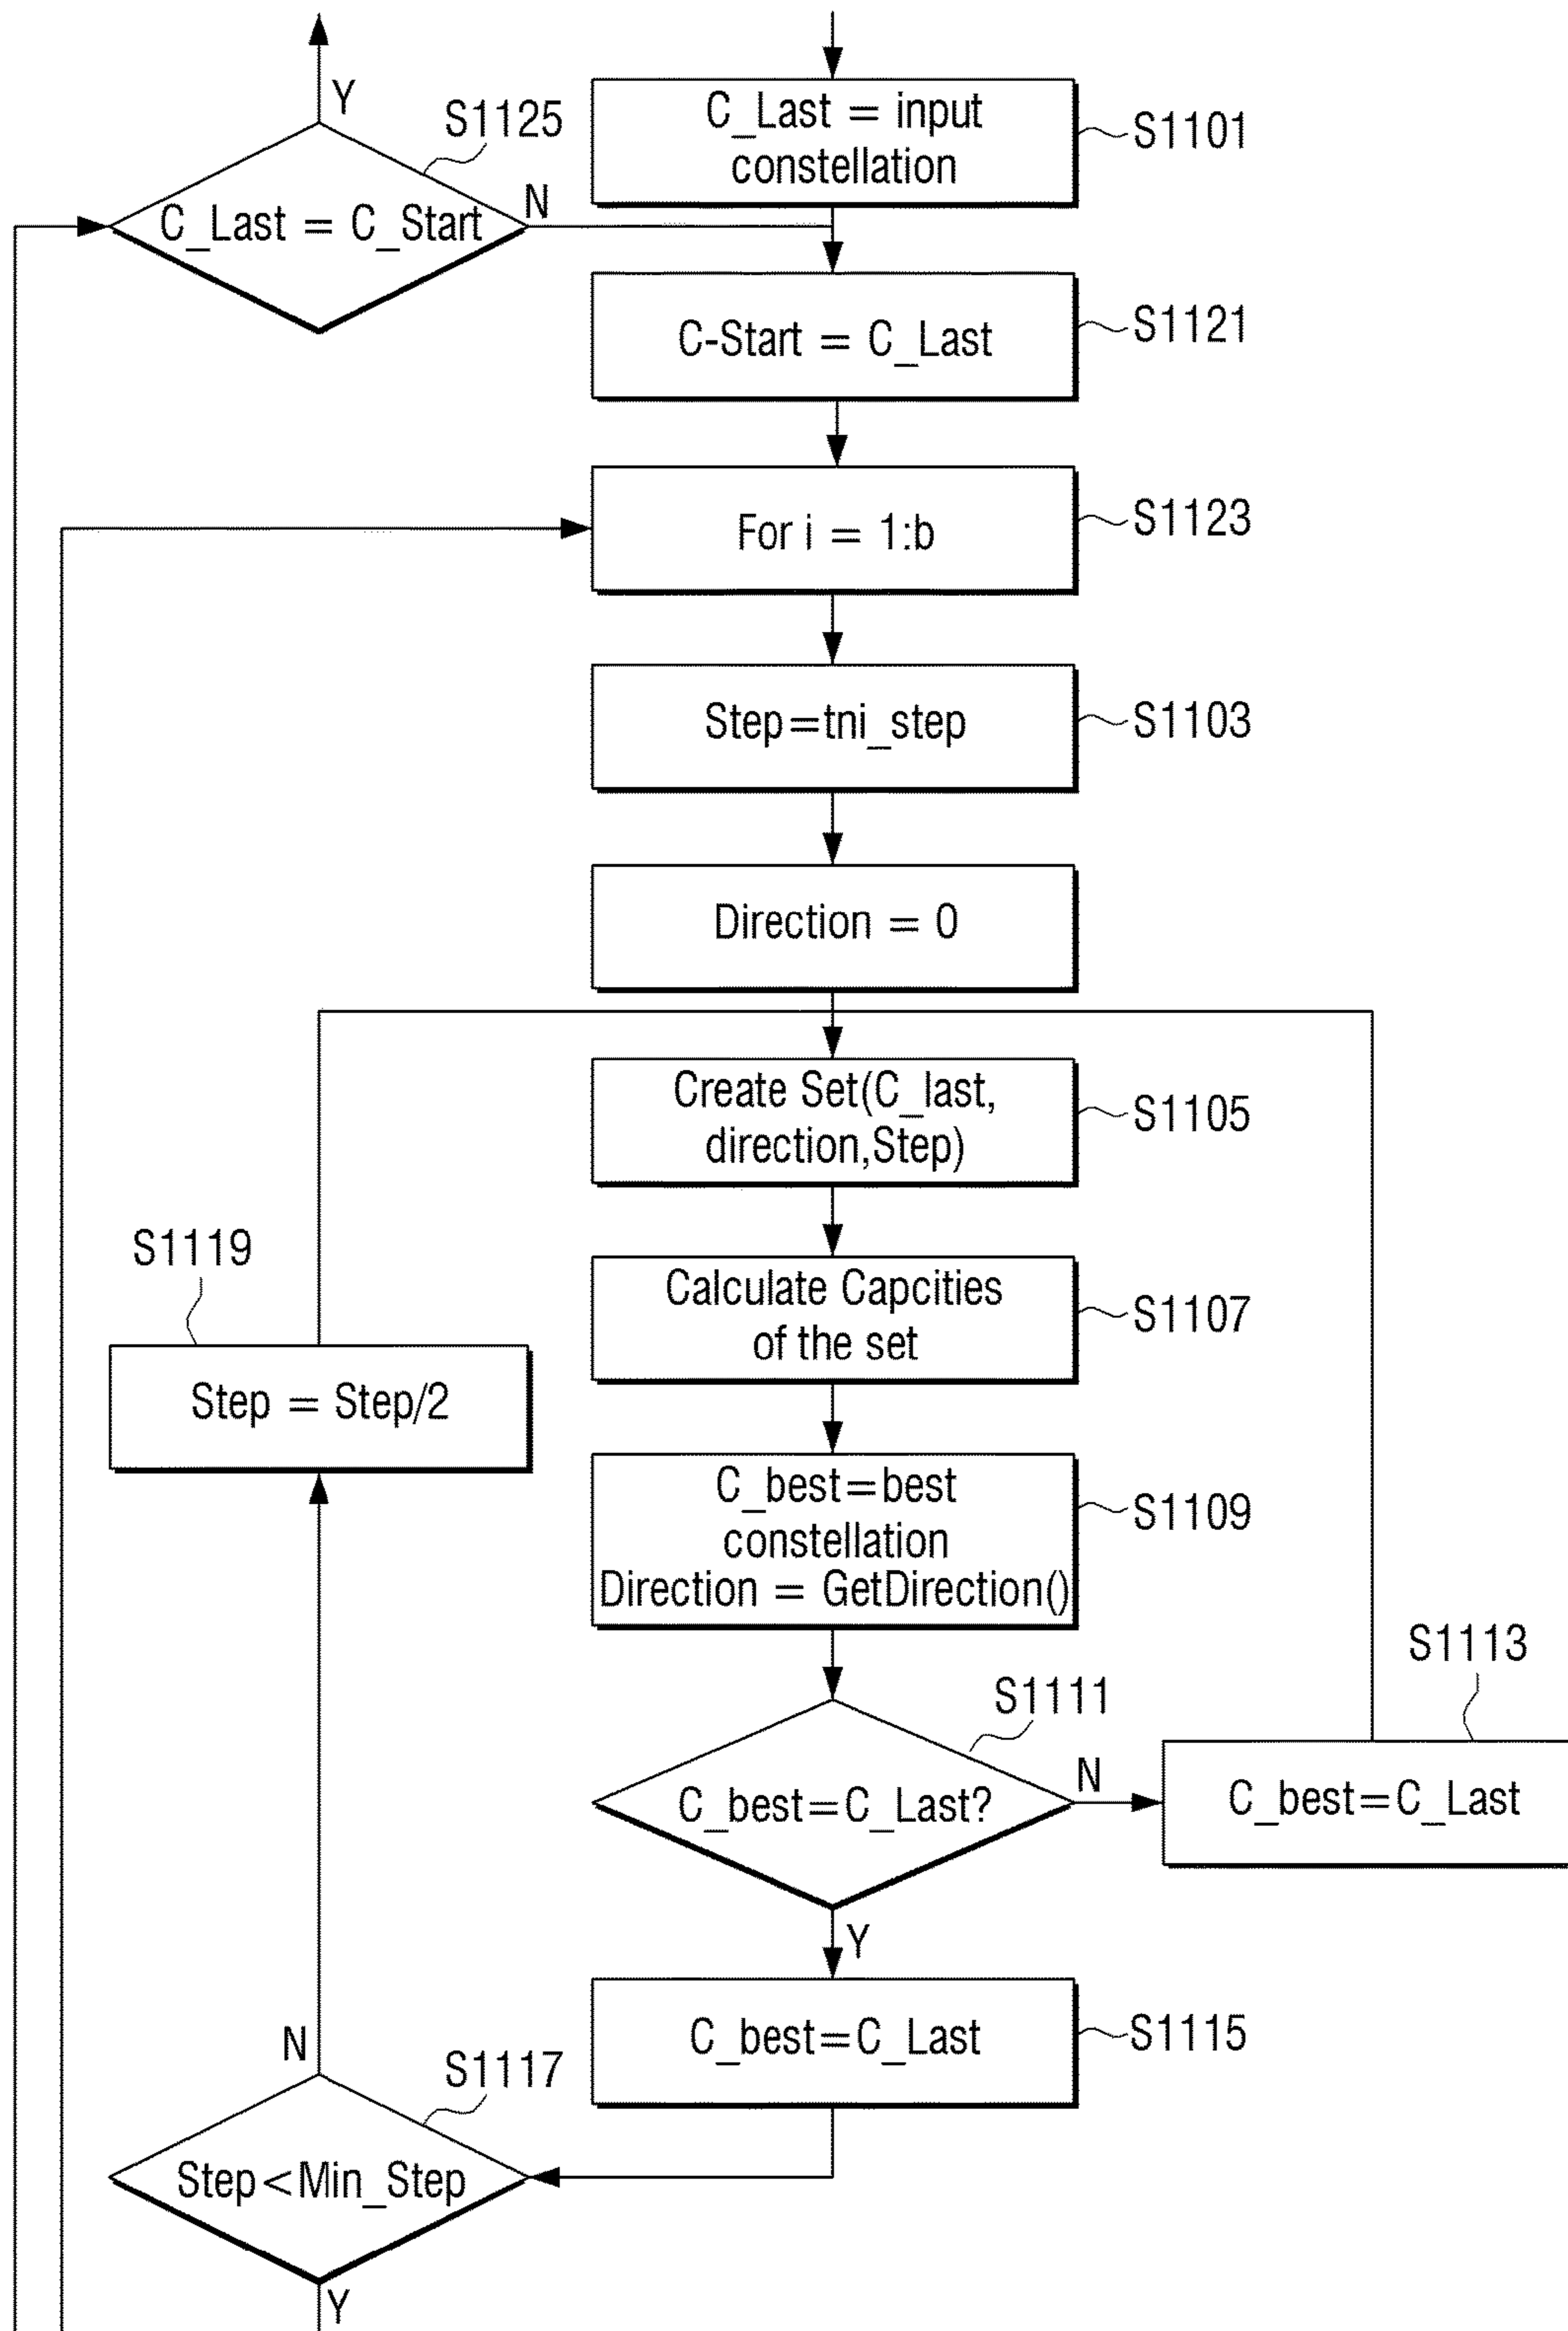 Y
S1125
C_Last = C_Start
N
C_Last = input
constellation
S1101
C-Start = C_Last
S1121
For i = 1:b
S1123
Step=tni_step
S1103
Direction = 0
Create Set(C_last,
direction,Step)
S1105
S1119
Step = Step/2
Calculate Capcities
of the set
S1107
C_best=best
constellation
Direction = GetDirection()
S1109
S1111
C_best=C_Last?
N
S1113
C_best=C_Last
Y
C_best=C_Last
S1115
N
S1117
Step<Min_Step
Y